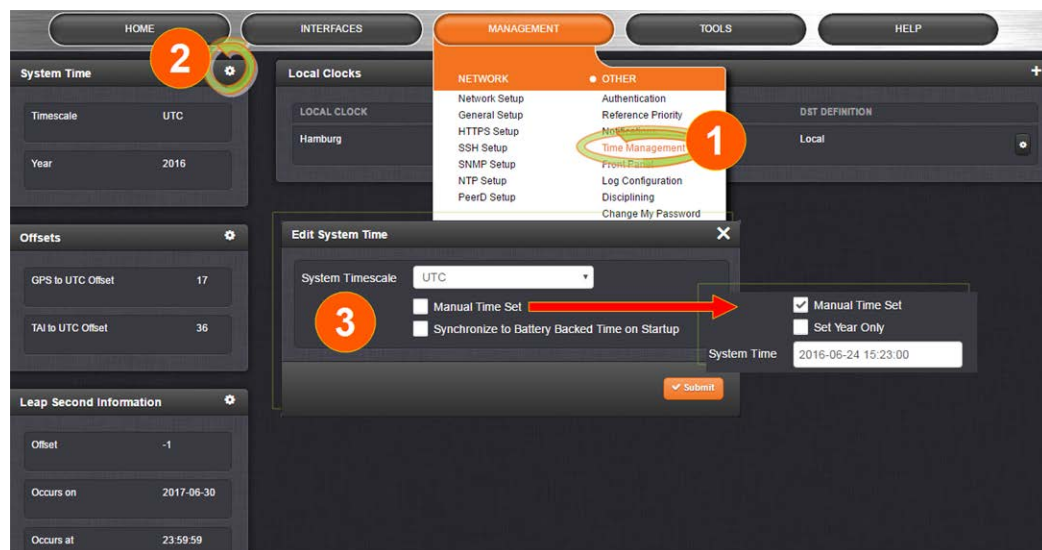 HOME
INTERFACES
MANAGEMENT
TOOLS
HELP
2
System Time
Timescale UTC
Year 2016
Offsets
GPS to UTC Offset 17
TAI to UTC Offset 36
Leap Second Information
Offset -1
Occurs on 2017-06-30
Occurs at 23:59:59
Local Clocks
+
LOCAL CLOCK
DST DEFINITION
Hamburg
Local
NETWORK
Network Setup
General Setup
HTTPS Setup
SSH Setup
SNMP Setup
NTP Setup
PeerD Setup
OTHER
Authentication
Reference Priority
Notifications
Time Management
Front Panel
Log Configuration
Disciplining
Change My Password
1
Edit System Time
System Timescale UTC
Manual Time Set
Synchronize to Battery Backed Time on Startup
3
Submit
Manual Time Set
Set Year Only
System Time 2016-06-24 15:23:00